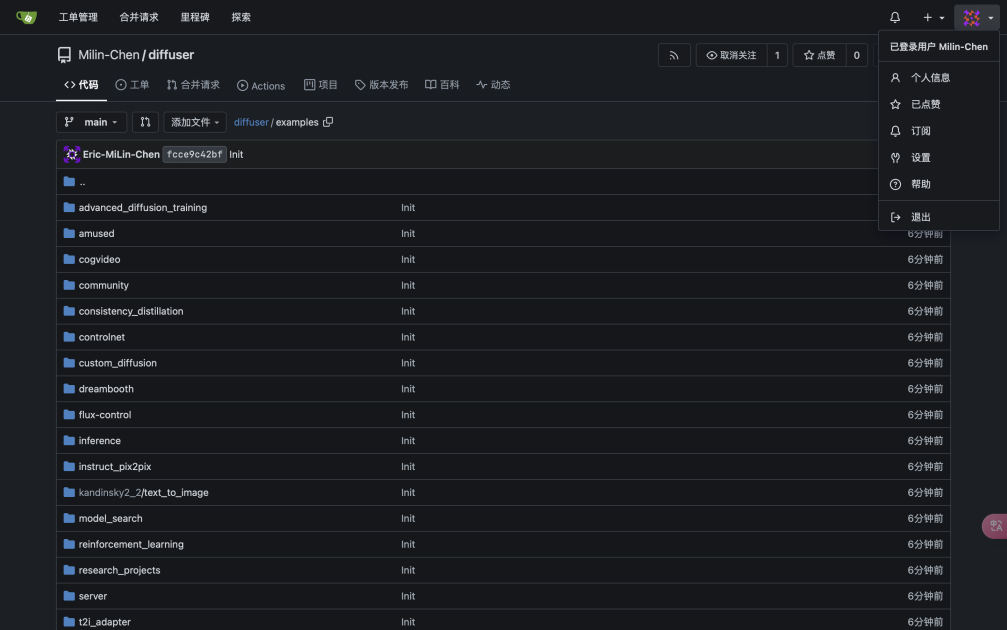 工单管理 合并请求 里程碑 探索
已登录用户 Milin-Chen
个人信息
已点赞
订阅
设置
帮助
退出
Milin-Chen / diffuser
取消关注 1 点赞 0
代码 工单 合并请求 Actions 项目 版本发布 百科 动态
main 添加文件 diffuser / examples
Eric-MiLin-Chen fcce9c42bf Init
..
advanced_diffusion_training Init
amused Init 6分钟前
cogvideo Init 6分钟前
community Init 6分钟前
consistency_distillation Init 6分钟前
controlnet Init 6分钟前
custom_diffusion Init 6分钟前
dreambooth Init 6分钟前
flux-control Init 6分钟前
inference Init 6分钟前
instruct_pix2pix Init 6分钟前
kandinsky2_2/text_to_image Init 6分钟前
model_search Init 6分钟前
reinforcement_learning Init 6分钟前
research_projects Init 6分钟前
server Init 6分钟前
t2i_adapter Init 6分钟前